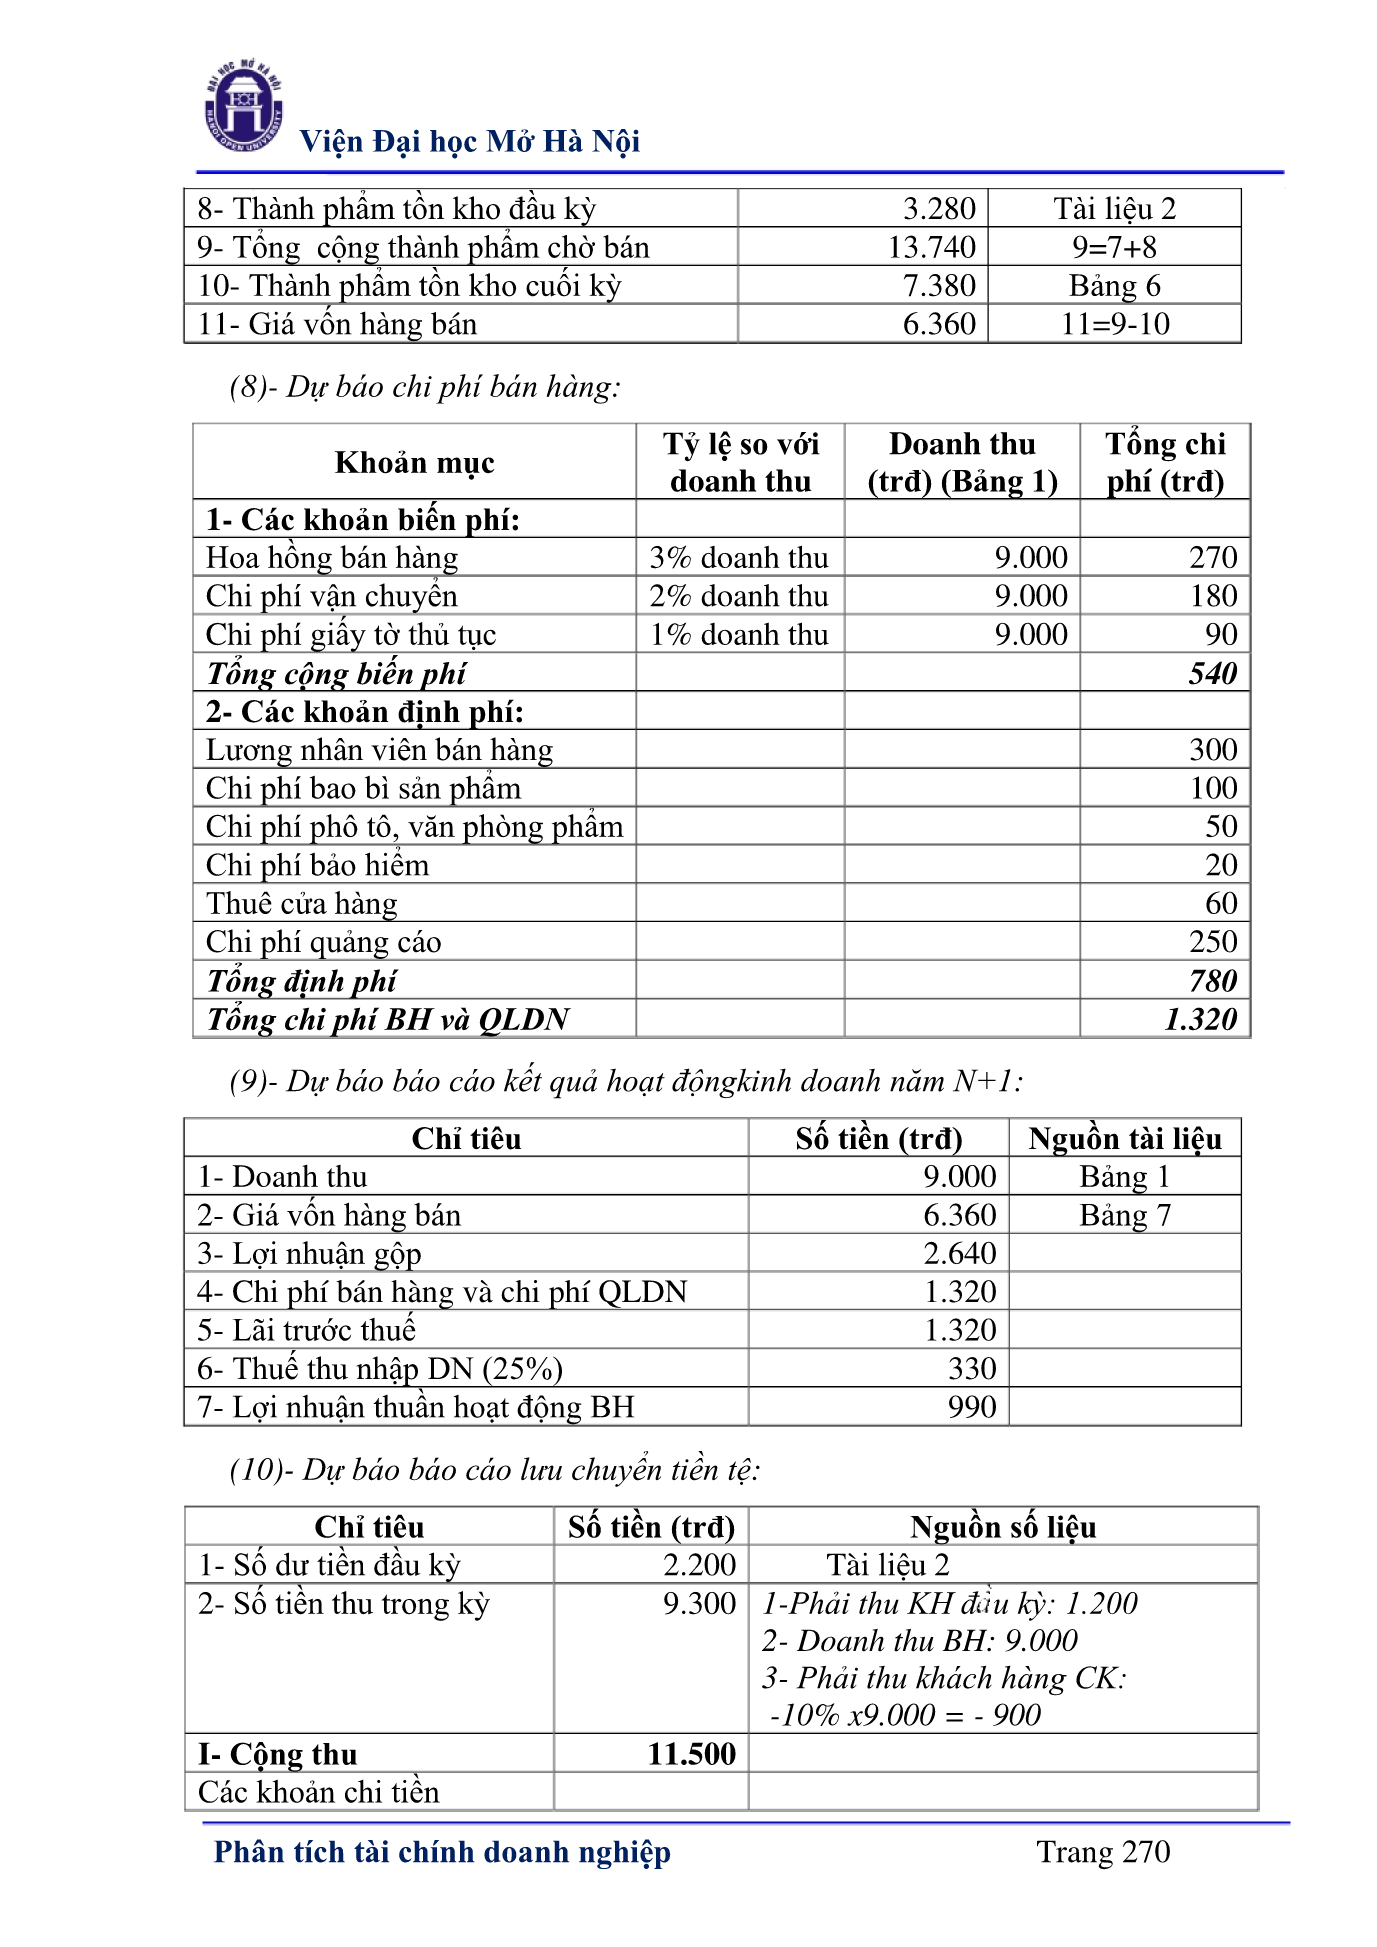 ĐẠI HỌC MỞ HÀ NỘI
HANOI OPEN UNIVERSITY
Viện Đại học Mở Hà Nội
8- Thành phẩm tồn kho đầu kỳ 3.280 Tài liệu 2
9- Tổng cộng thành phẩm chờ bán 13.740 9=7+8
10- Thành phẩm tồn kho cuối kỳ 7.380 Bảng 6
11- Giá vốn hàng bán 6.360 11=9-10
(8)- Dự báo chi phí bán hàng:
Khoản mục Tỷ lệ so với doanh thu Doanh thu (trđ) (Bảng 1) Tổng chi phí (trđ)
1- Các khoản biến phí:
Hoa hồng bán hàng 3% doanh thu 9.000 270
Chi phí vận chuyển 2% doanh thu 9.000 180
Chi phí giấy tờ thủ tục 1% doanh thu 9.000 90
Tổng cộng biến phí 540
2- Các khoản định phí:
Lương nhân viên bán hàng 300
Chi phí bao bì sản phẩm 100
Chi phí phô tô, văn phòng phẩm 50
Chi phí bảo hiểm 20
Thuê cửa hàng 60
Chi phí quảng cáo 250
Tổng định phí 780
Tổng chi phí BH và QLDN 1.320
(9)- Dự báo báo cáo kết quả hoạt độngkinh doanh năm N+1:
Chỉ tiêu Số tiền (trđ) Nguồn tài liệu
1- Doanh thu 9.000 Bảng 1
2- Giá vốn hàng bán 6.360 Bảng 7
3- Lợi nhuận gộp 2.640
4- Chi phí bán hàng và chi phí QLDN 1.320
5- Lãi trước thuế 1.320
6- Thuế thu nhập DN (25%) 330
7- Lợi nhuận thuần hoạt động BH 990
(10)- Dự báo báo cáo lưu chuyển tiền tệ:
Chỉ tiêu Số tiền (trđ) Nguồn số liệu
1- Số dư tiền đầu kỳ 2.200 Tài liệu 2
2- Số tiền thu trong kỳ 9.300 1-Phải thu KH đầu kỳ: 1.200
2- Doanh thu BH: 9.000
3- Phải thu khách hàng CK:
-10% x9.000 = - 900
I- Cộng thu 11.500
Các khoản chi tiền
Phân tích tài chính doanh nghiệp Trang 270